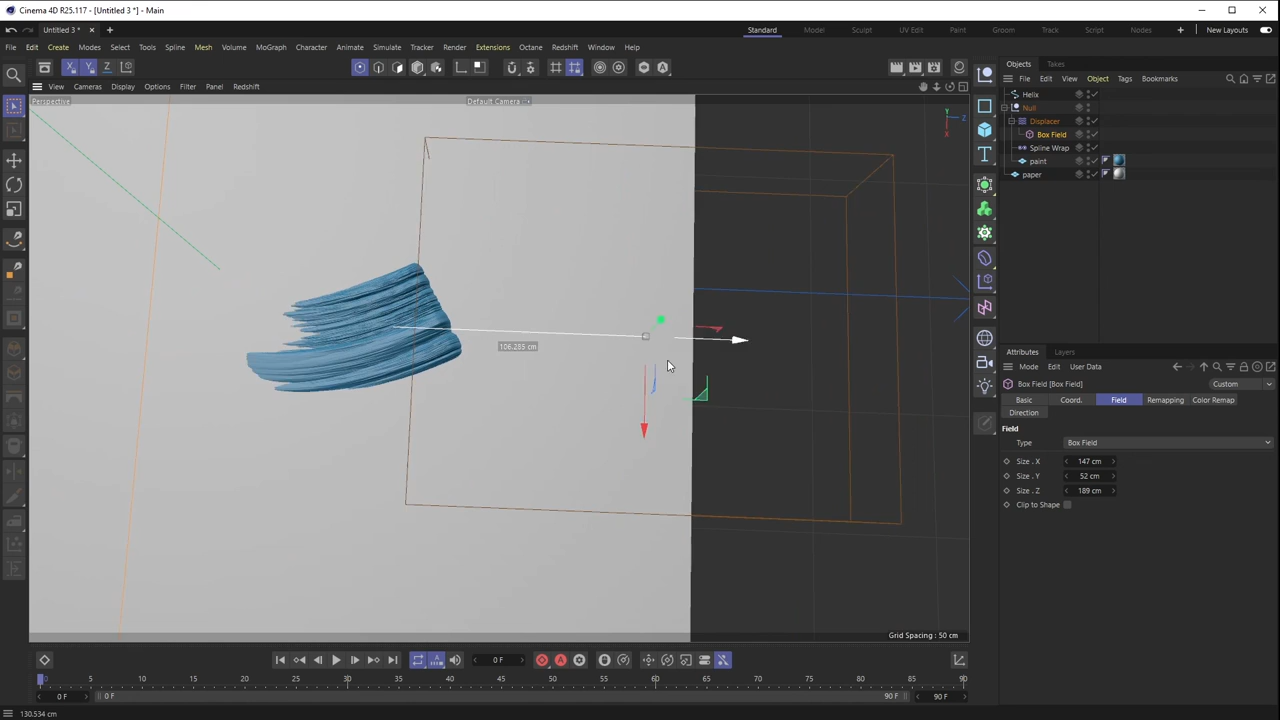 Cinema 4D R25.117 - [Untitled 3 *] - Main
Untitled 3 *
Standard Model Sculpt UV Edit Paint Groom Track Script Nodes New Layouts
File Edit Create Modes Select Tools Spline Mesh Volume MoGraph Character Animate Simulate Tracker Render Extensions Octane Redshift Window Help
X Y Z
Objects Takes
File Edit View Object Tags Bookmarks
View Cameras Display Options Filter Panel Redshift
Perspective
Default Camera
Helix
Null
Displacer
Box Field
Spline Wrap
paint
paper
Y
Z
X
106.285 cm
Attributes Layers
Mode Edit User Data
Box Field [Box Field] Custom
Basic Coord. Field Remapping Color Remap
Direction
Field
Type Box Field
Size . X 147 cm
Size . Y 52 cm
Size . Z 189 cm
Clip to Shape
Grid Spacing : 50 cm
0 F
0 5 10 15 20 25 30 35 40 45 50 55 60 65 70 75 80 85 90
0 F 0 F 90 F 90 F
130.534 cm